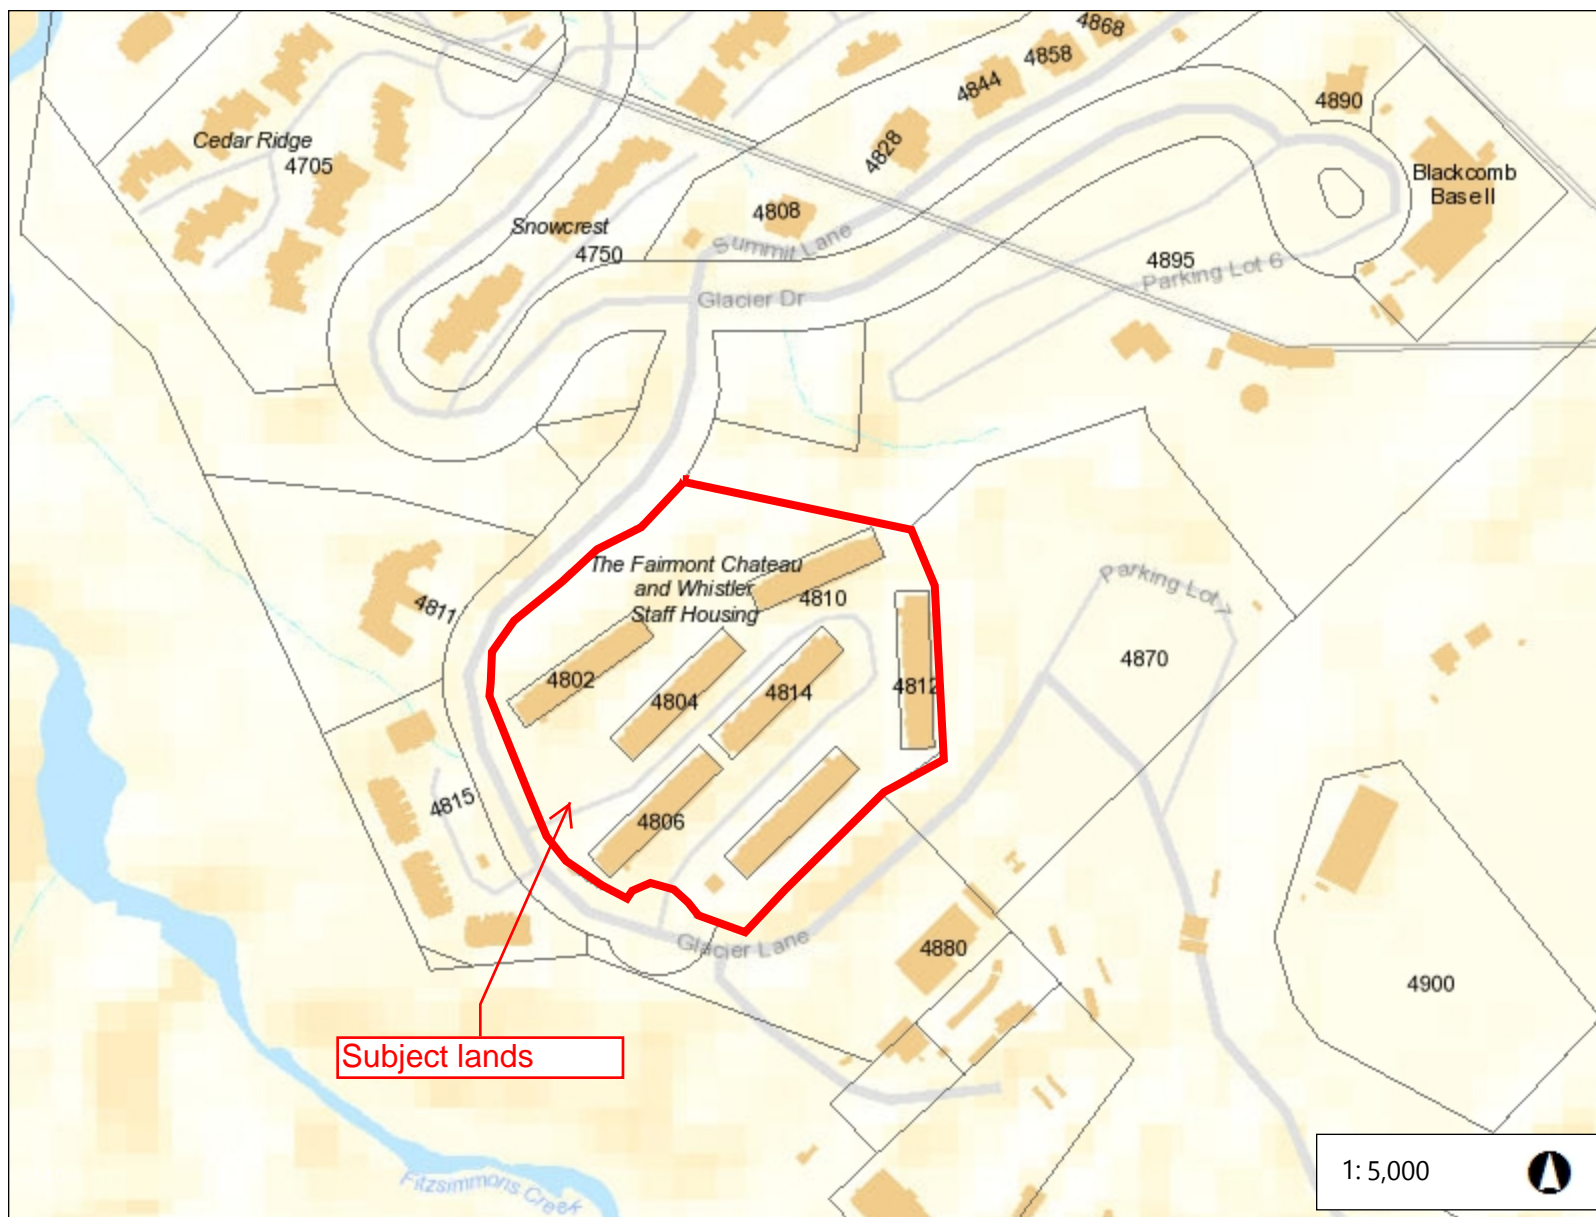 4868
4858
4844
4890
Cedar Ridge
4705
4828
Blackcomb
Base II
4808
Snowcrest
4750
Summit Lane
4895
Parking Lot 6
Glacier Dr
The Fairmont Chateau
and Whistler
Staff Housing
4810
4811
Parking Lot 7
4870
4802
4804
4814
4812
4815
4806
Glacier Lane
4880
4900
Subject lands
Fitzsimmons Creek
1: 5,000